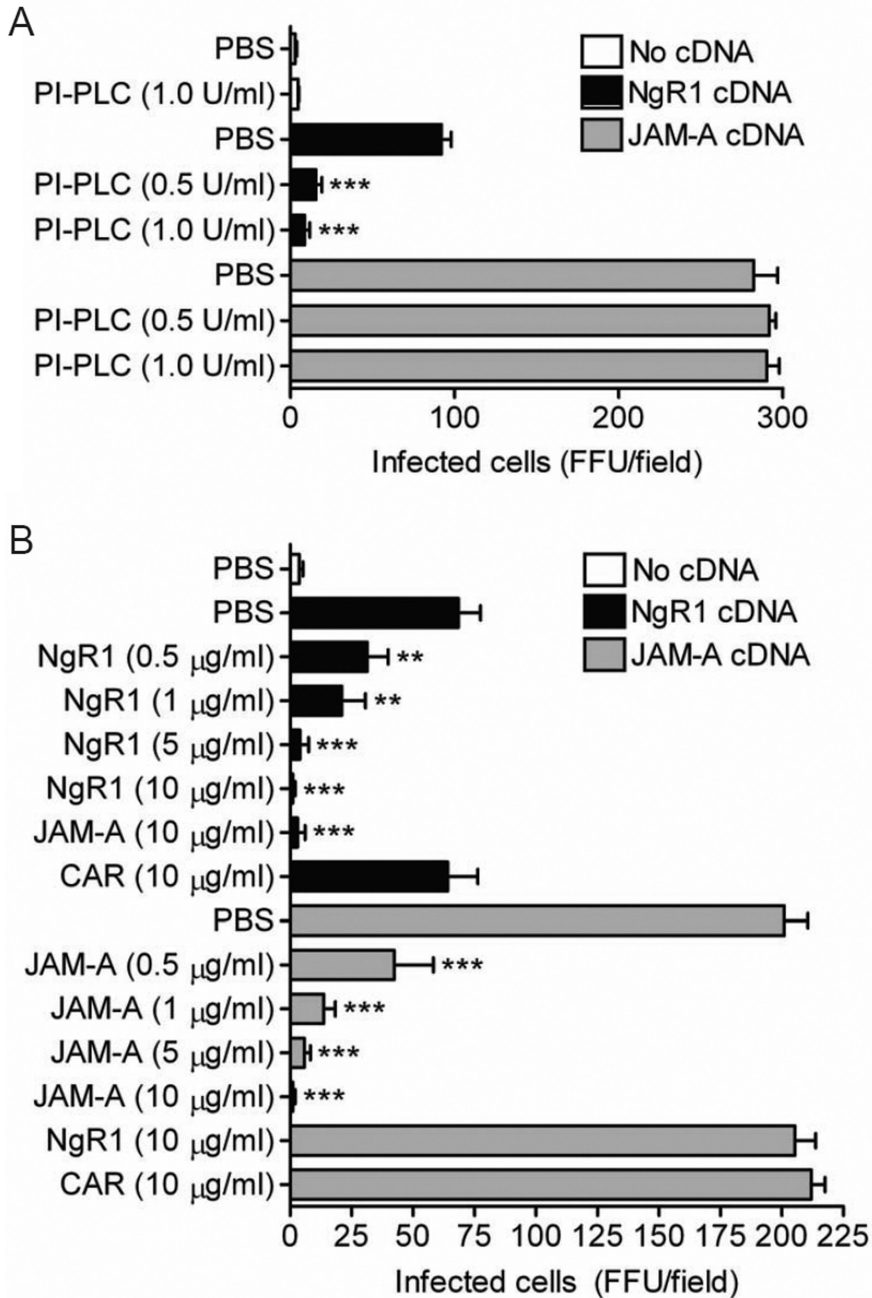 A
PBS
PI-PLC (1.0 U/ml)
PBS
PI-PLC (0.5 U/ml)
***
PI-PLC (1.0 U/ml)
***
PBS
PI-PLC (0.5 U/ml)
PI-PLC (1.0 U/ml)
No cDNA
NgR1 cDNA
JAM-A cDNA
0 100 200 300
Infected cells (FFU/field)
B
PBS
PBS
NgR1 (0.5 µg/ml)
**
NgR1 (1 µg/ml)
**
NgR1 (5 µg/ml)
***
NgR1 (10 µg/ml)
***
JAM-A (10 µg/ml)
***
CAR (10 µg/ml)
PBS
JAM-A (0.5 µg/ml)
***
JAM-A (1 µg/ml)
***
JAM-A (5 µg/ml)
***
JAM-A (10 µg/ml)
***
NgR1 (10 µg/ml)
CAR (10 µg/ml)
No cDNA
NgR1 cDNA
JAM-A cDNA
0 25 50 75 100 125 150 175 200 225
Infected cells (FFU/field)